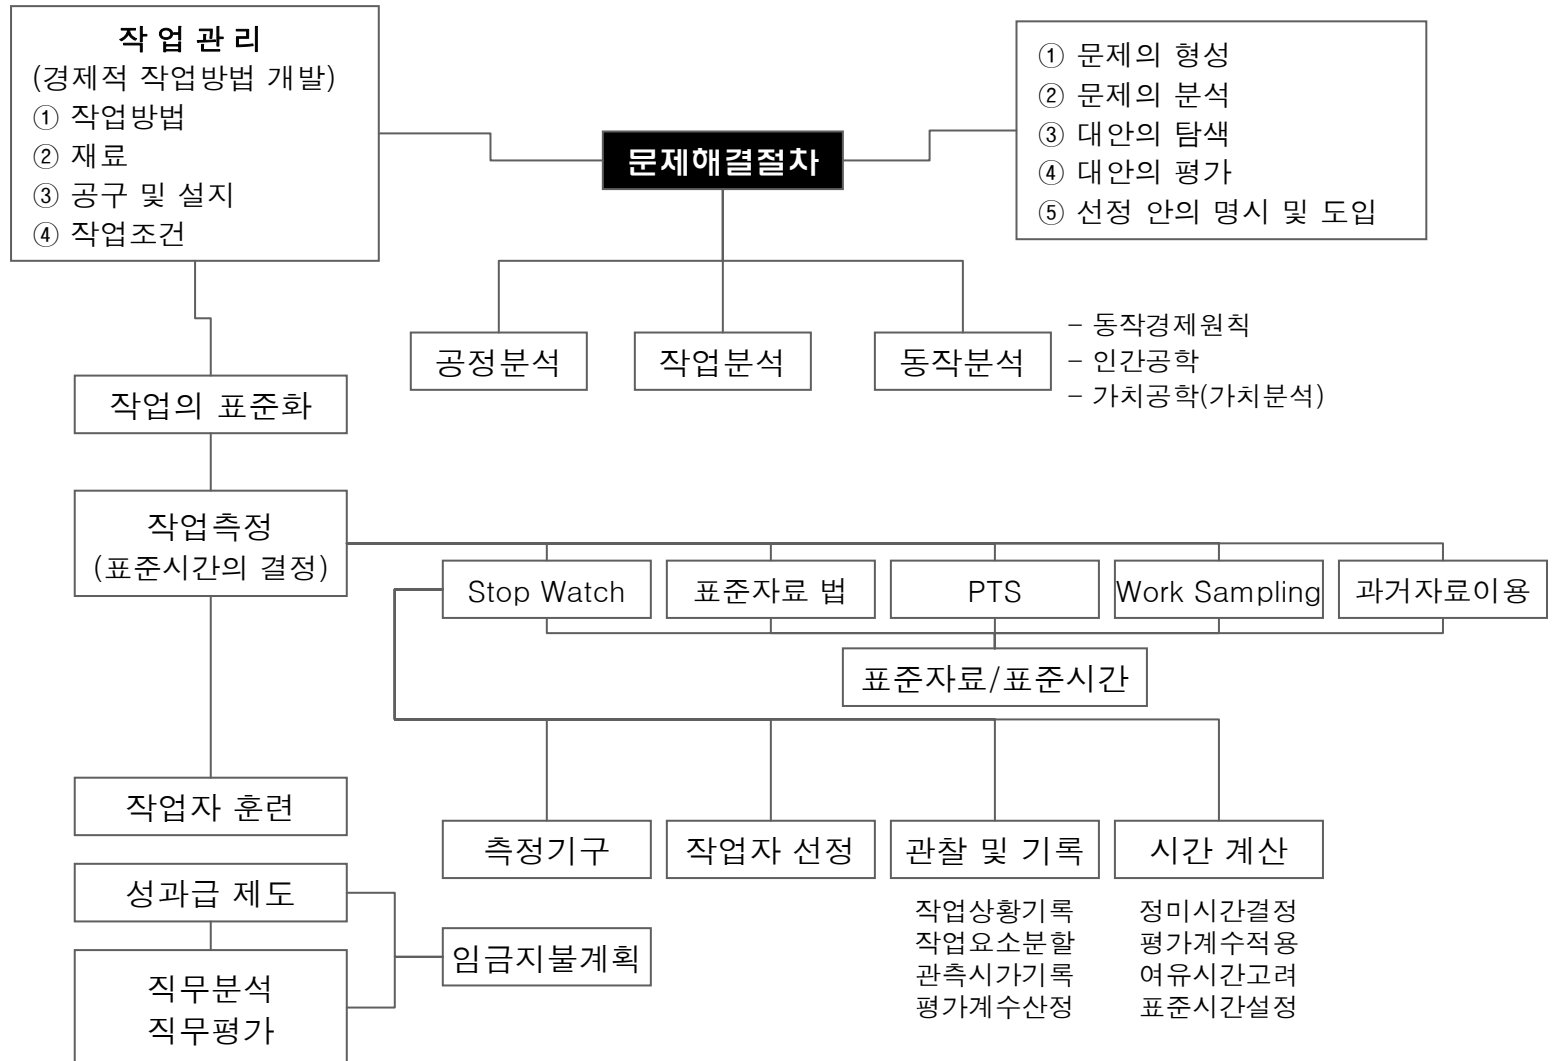 작 업 관 리
(경제적 작업방법 개발)
① 작업방법
② 재료
③ 공구 및 설지
④ 작업조건
문제해결절차
① 문제의 형성
② 문제의 분석
③ 대안의 탐색
④ 대안의 평가
⑤ 선정 안의 명시 및 도입
공정분석
작업분석
동작분석
- 동작경제원칙
- 인간공학
- 가치공학(가치분석)
작업의 표준화
작업측정
(표준시간의 결정)
Stop Watch
표준자료 법
PTS
Work Sampling
과거자료이용
표준자료/표준시간
작업자 훈련
측정기구
작업자 선정
관찰 및 기록
시간 계산
작업상황기록
작업요소분할
관측시가기록
평가계수산정
정미시간결정
평가계수적용
여유시간고려
표준시간설정
성과급 제도
임금지불계획
직무분석
직무평가